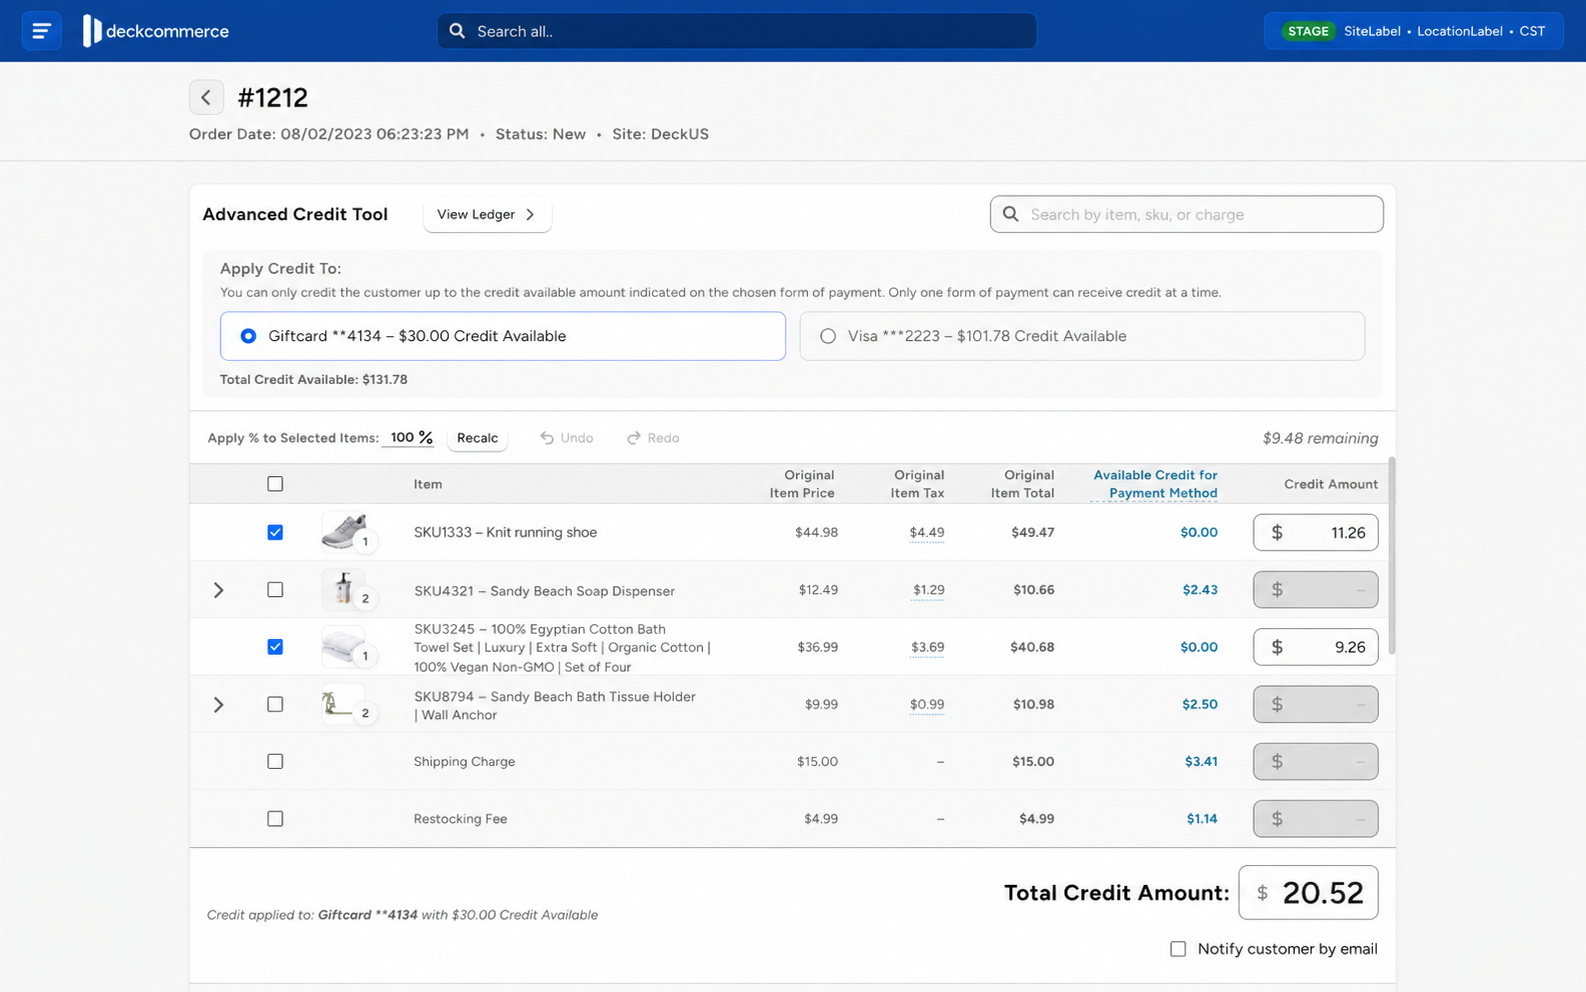 deckcommerce
Search all..
STAGE SiteLabel • LocationLabel • CST
#1212
Order Date: 08/02/2023 06:23:23 PM • Status: New • Site: DeckUS
Advanced Credit Tool
View Ledger
Search by item, sku, or charge
Apply Credit To:
You can only credit the customer up to the credit available amount indicated on the chosen form of payment. Only one form of payment can receive credit at a time.
Giftcard **4134 – $30.00 Credit Available
Visa ***2223 – $101.78 Credit Available
Total Credit Available: $131.78
Apply % to Selected Items: 100 %
Recalc
Undo
Redo
$9.48 remaining
Item
Original
Item Price
Original
Item Tax
Original
Item Total
Available Credit for
Payment Method
Credit Amount
1
SKU1333 – Knit running shoe
$44.98
$4.49
$49.47
$0.00
$ 11.26
2
SKU4321 – Sandy Beach Soap Dispenser
$12.49
$1.29
$10.66
$2.43
$ –
1
SKU3245 – 100% Egyptian Cotton Bath
Towel Set | Luxury | Extra Soft | Organic Cotton |
100% Vegan Non-GMO | Set of Four
$36.99
$3.69
$40.68
$0.00
$ 9.26
2
SKU8794 – Sandy Beach Bath Tissue Holder
| Wall Anchor
$9.99
$0.99
$10.98
$2.50
$ –
Shipping Charge
$15.00
–
$15.00
$3.41
$ –
Restocking Fee
$4.99
–
$4.99
$1.14
$ –
Total Credit Amount: $ 20.52
Credit applied to: Giftcard **4134 with $30.00 Credit Available
Notify customer by email